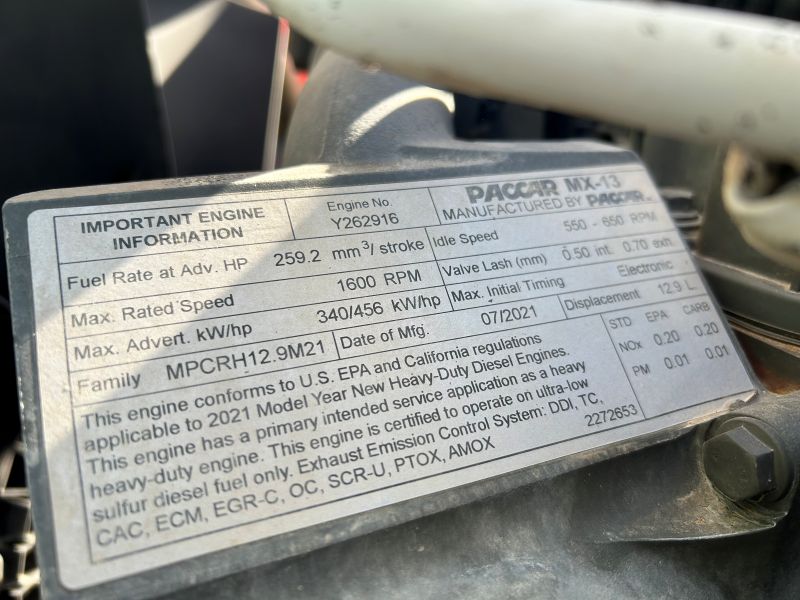 IMPORTANT ENGINE
INFORMATION
Engine No.
Y262916
PACCAR MX-13
MANUFACTURED BY PACCAR INC
Fuel Rate at Adv. HP 259.2 mm³/ stroke
Idle Speed 550 - 650 RPM
Max. Rated Speed 1600 RPM
Valve Lash (mm) 0.50 int. 0.70 exh.
Max. Advert. kW/hp 340/456 kW/hp
Max. Initial Timing Electronic
Family MPCRH12.9M21
Date of Mfg. 07/2021
Displacement 12.9 L
This engine conforms to U.S. EPA and California regulations
applicable to 2021 Model Year New Heavy-Duty Diesel Engines.
This engine has a primary intended service application as a heavy
heavy-duty engine. This engine is certified to operate on ultra-low
sulfur diesel fuel only. Exhaust Emission Control System: DDI, TC,
CAC, ECM, EGR-C, OC, SCR-U, PTOX, AMOX
2272653
STD EPA CARB
NOx 0.20 0.20
PM 0.01 0.01